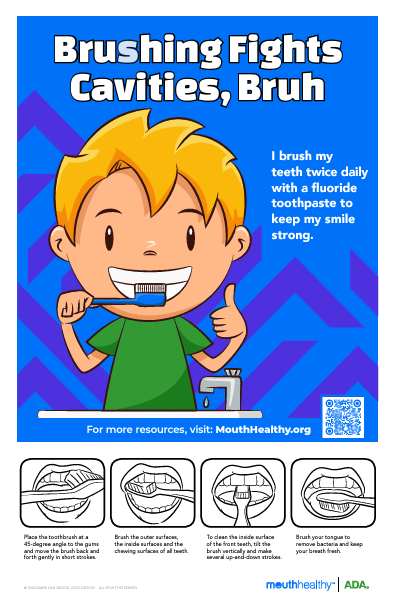 Brushing Fights
Cavities, Bruh
I brush my
teeth twice daily
with a fluoride
toothpaste to
keep my smile
strong.
For more resources, visit: MouthHealthy.org
Place the toothbrush at a
45-degree angle to the gums
and move the brush back and
forth gently in short strokes.
Brush the outer surfaces,
the inside surfaces and the
chewing surfaces of all teeth.
To clean the inside surface
of the front teeth, tilt the
brush vertically and make
several up-and-down strokes.
Brush your tongue to
remove bacteria and keep
your breath fresh.
mouthhealthy™ ADA.